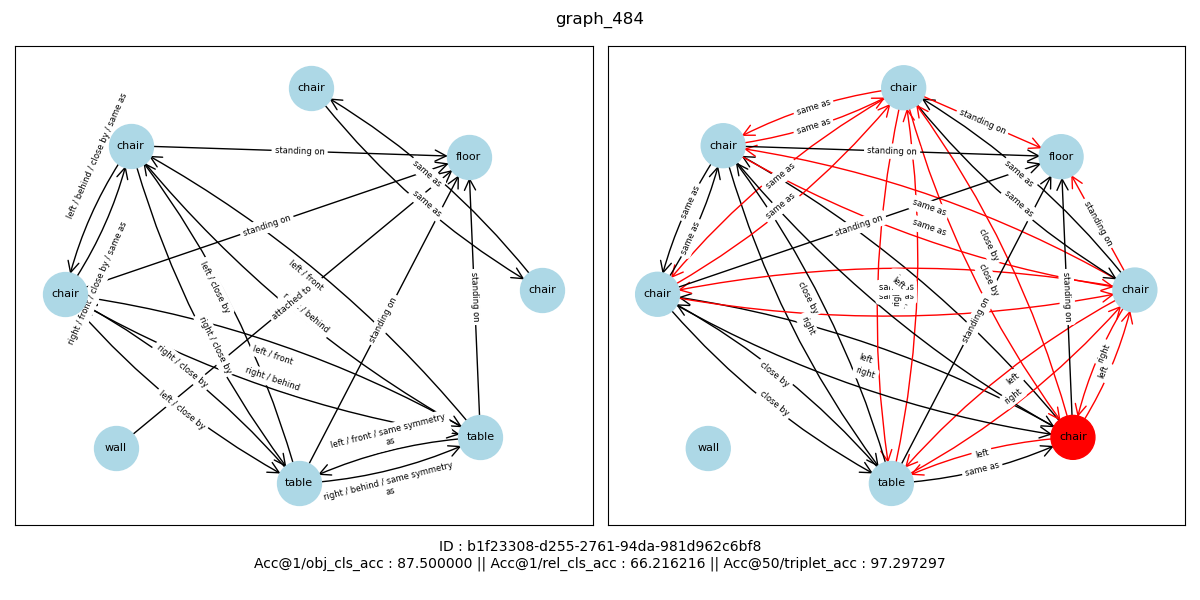 graph_484
chair
chair
floor
chair
chair
wall
table
table
left / behind / close by / same as
right / front / close by / same as
standing on
standing on
same as
same as
left / close by
left / front
attached to
/ behind
standing on
standing on
right / close by
left / front
right / behind
right / close by
left / close by
left / front / same symmetry
as
right / behind / same symmetry
as
chair
chair
floor
chair
chair
wall
chair
table
same as
same as
standing on
standing on
same as
same as
same as
same as
same as
same as
standing on
same as
same as
standing on
close by
close by
left
close by
right
standing on
standing on
left
right
right
left
left
right
close by
close by
left
same as
ID : b1f23308-d255-2761-94da-981d962c6bf8
Acc@1/obj_cls_acc : 87.500000 || Acc@1/rel_cls_acc : 66.216216 || Acc@50/triplet_acc : 97.297297